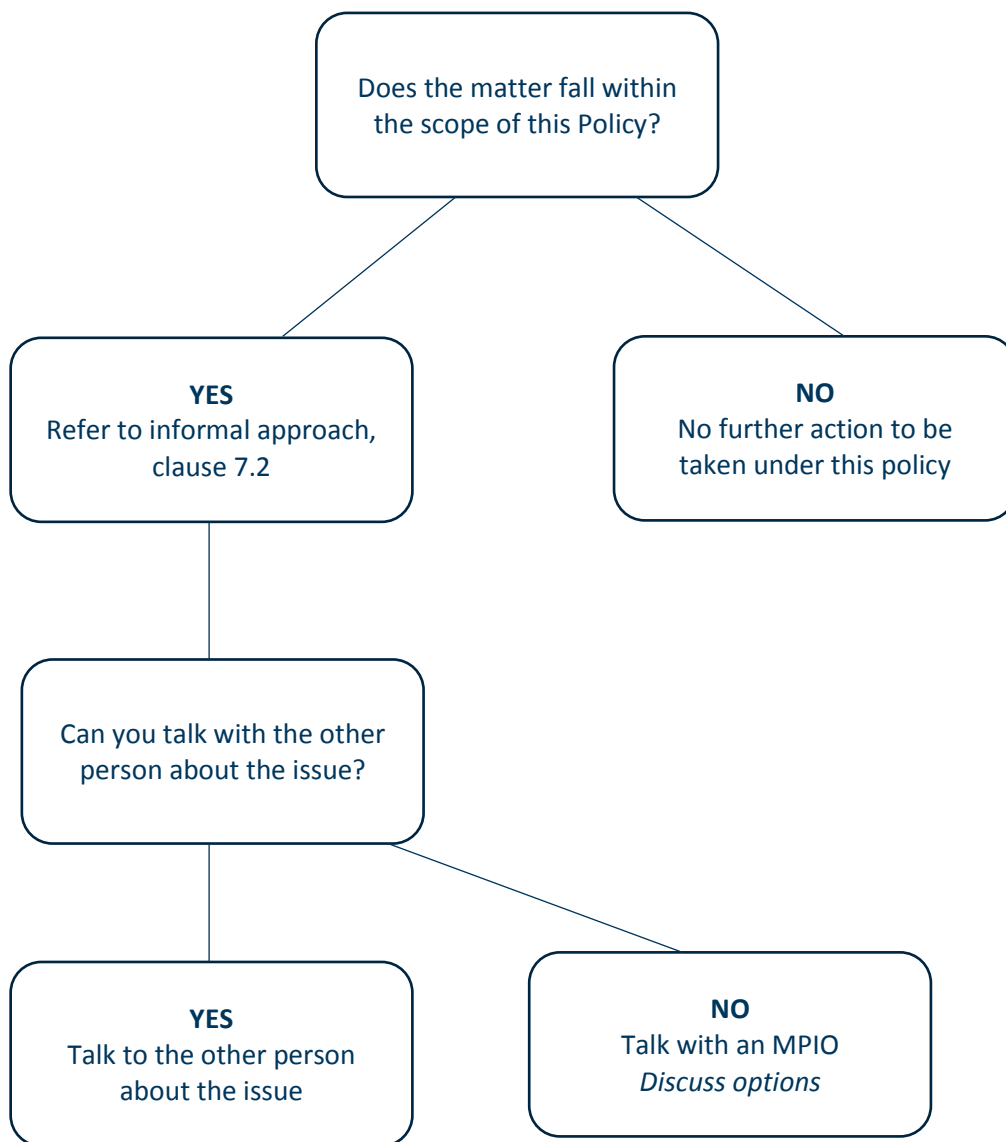 Does the matter fall within
the scope of this Policy?
YES
Refer to informal approach,
clause 7.2
NO
No further action to be
taken under this policy
Can you talk with the other
person about the issue?
YES
Talk to the other person
about the issue
NO
Talk with an MPIO
Discuss options